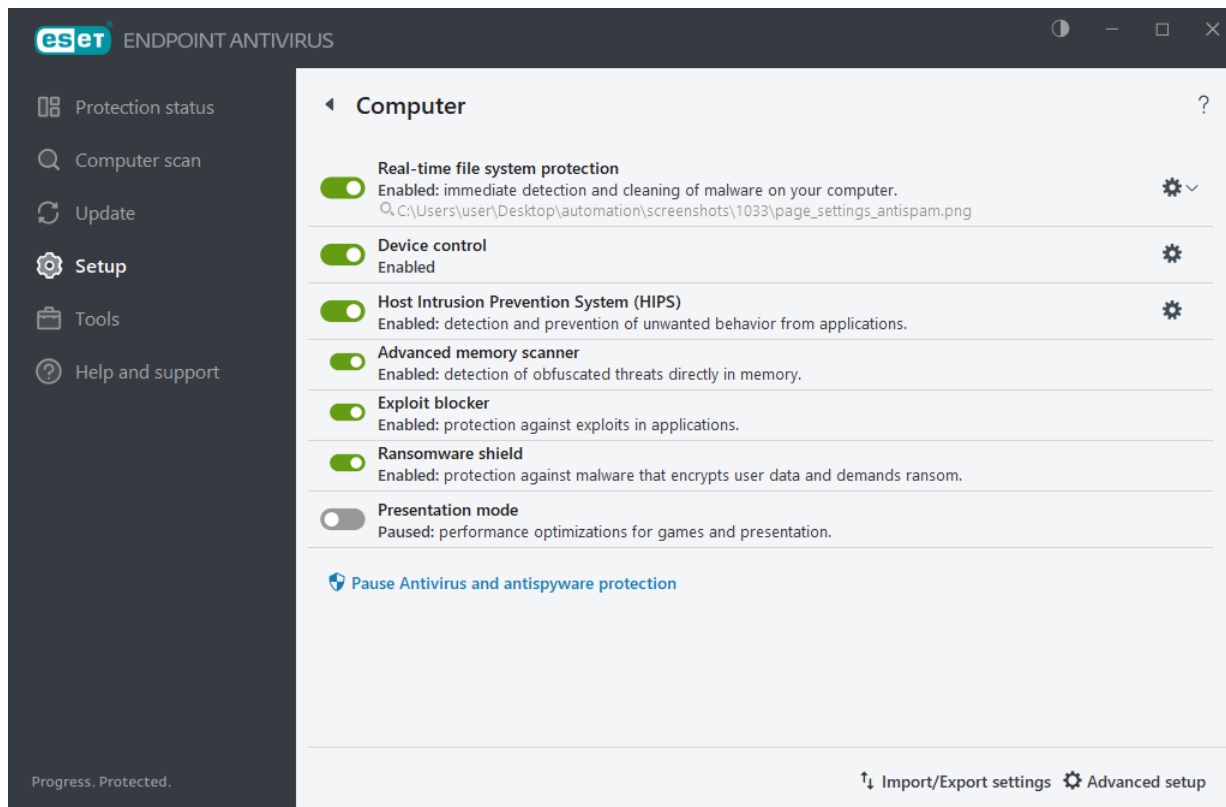 eset ENDPOINT ANTIVIRUS
Protection status
Computer scan
Update
Setup
Tools
Help and support
Progress. Protected.
Computer
?
Real-time file system protection
Enabled: immediate detection and cleaning of malware on your computer.
C:\Users\user\Desktop\automation\screenshots\1033\page_settings_antispam.png
Device control
Enabled
Host Intrusion Prevention System (HIPS)
Enabled: detection and prevention of unwanted behavior from applications.
Advanced memory scanner
Enabled: detection of obfuscated threats directly in memory.
Exploit blocker
Enabled: protection against exploits in applications.
Ransomware shield
Enabled: protection against malware that encrypts user data and demands ransom.
Presentation mode
Paused: performance optimizations for games and presentation.
Pause Antivirus and antispyware protection
Import/Export settings Advanced setup